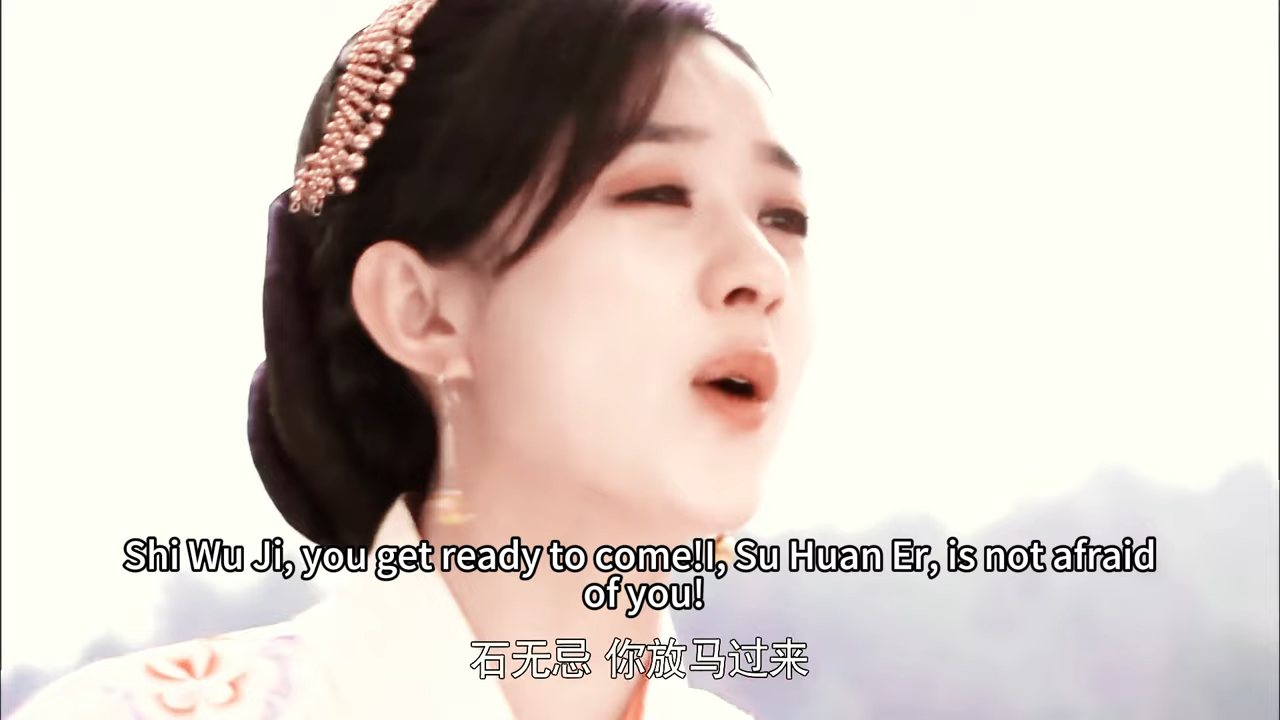 Shi Wu Ji, you get ready to come!I, Su Huan Er, is not afraid
of you!
石无忌 你放马过来